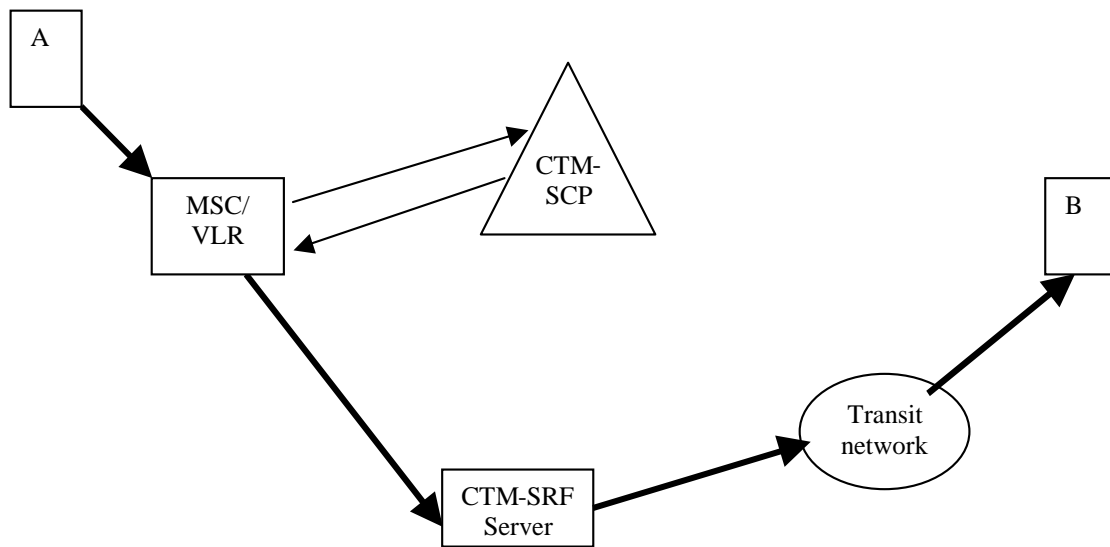 A
CTM-
SCP
MSC/
VLR
B
Transit
network
CTM-SRF
Server